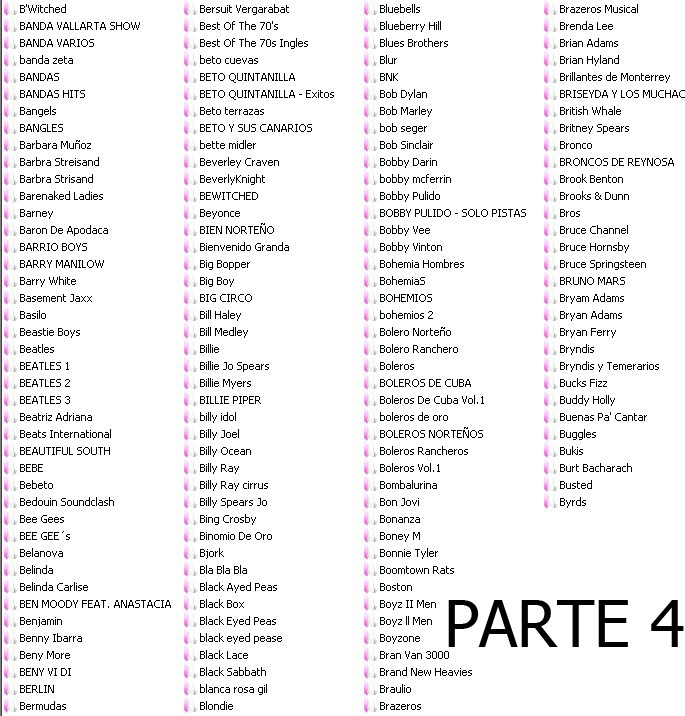 B'Witched
BANDA VALLARTA SHOW
BANDA VARIOS
banda zeta
BANDAS
BANDAS HITS
Bangels
BANGLES
Barbara Muñoz
Barbra Streisand
Barbra Strisand
Barenaked Ladies
Barney
Baron De Apodaca
BARRIO BOYS
BARRY MANILOW
Barry White
Basement Jaxx
Basilo
Beastie Boys
Beatles
BEATLES 1
BEATLES 2
BEATLES 3
Beatriz Adriana
Beats International
BEAUTIFUL SOUTH
BEBE
Bebeto
Bedouin Soundclash
Bee Gees
BEE GEE´s
Belanova
Belinda
Belinda Carlise
BEN MOODY FEAT. ANASTACIA
Benjamin
Benny Ibarra
Beny More
BENY VI DI
BERLIN
Bermudas
Bersuit Vergarabat
Best Of The 70's
Best Of The 70s Ingles
beto cuevas
BETO QUINTANILLA
BETO QUINTANILLA - Exitos
Beto terrazas
BETO Y SUS CANARIOS
bette midler
Beverley Craven
BeverlyKnight
BEWITCHED
Beyonce
BIEN NORTEÑO
Bienvenido Granda
Big Bopper
Big Boy
BIG CIRCO
Bill Haley
Bill Medley
Billie
Billie Jo Spears
Billie Myers
BILLIE PIPER
billy idol
Billy Joel
Billy Ocean
Billy Ray
Billy Ray cirrus
Billy Spears Jo
Bing Crosby
Binomio De Oro
Bjork
Bla Bla Bla
Black Ayed Peas
Black Box
Black Eyed Peas
black eyed pease
Black Lace
Black Sabbath
blanca rosa gil
Blondie
Bluebells
Blueberry Hill
Blues Brothers
Blur
BNK
Bob Dylan
Bob Marley
bob seger
Bob Sinclair
Bobby Darin
bobby mcferrin
Bobby Pulido
BOBBY PULIDO - SOLO PISTAS
Bobby Vee
Bobby Vinton
Bohemia Hombres
BohemiaS
BOHEMIOS
bohemios 2
Bolero Norteño
Bolero Ranchero
Boleros
BOLEROS DE CUBA
Boleros De Cuba Vol.1
boleros de oro
BOLEROS NORTEÑOS
Boleros Rancheros
Boleros Vol.1
Bombalurina
Bon Jovi
Bonanza
Boney M
Bonnie Tyler
Boomtown Rats
Boston
Boyz II Men
Boyz ll Men
Boyzone
Bran Van 3000
Brand New Heavies
Braulio
Brazeros
Brazeros Musical
Brenda Lee
Brian Adams
Brian Hyland
Brillantes de Monterrey
BRISEYDA Y LOS MUCHAC
British Whale
Britney Spears
Bronco
BRONCOS DE REYNOSA
Brook Benton
Brooks & Dunn
Bros
Bruce Channel
Bruce Hornsby
Bruce Springsteen
BRUNO MARS
Bryam Adams
Bryan Adams
Bryan Ferry
Bryndis
Bryndis y Temerarios
Bucks Fizz
Buddy Holly
Buenas Pa' Cantar
Buggles
Bukis
Burt Bacharach
Busted
Byrds
PARTE 4